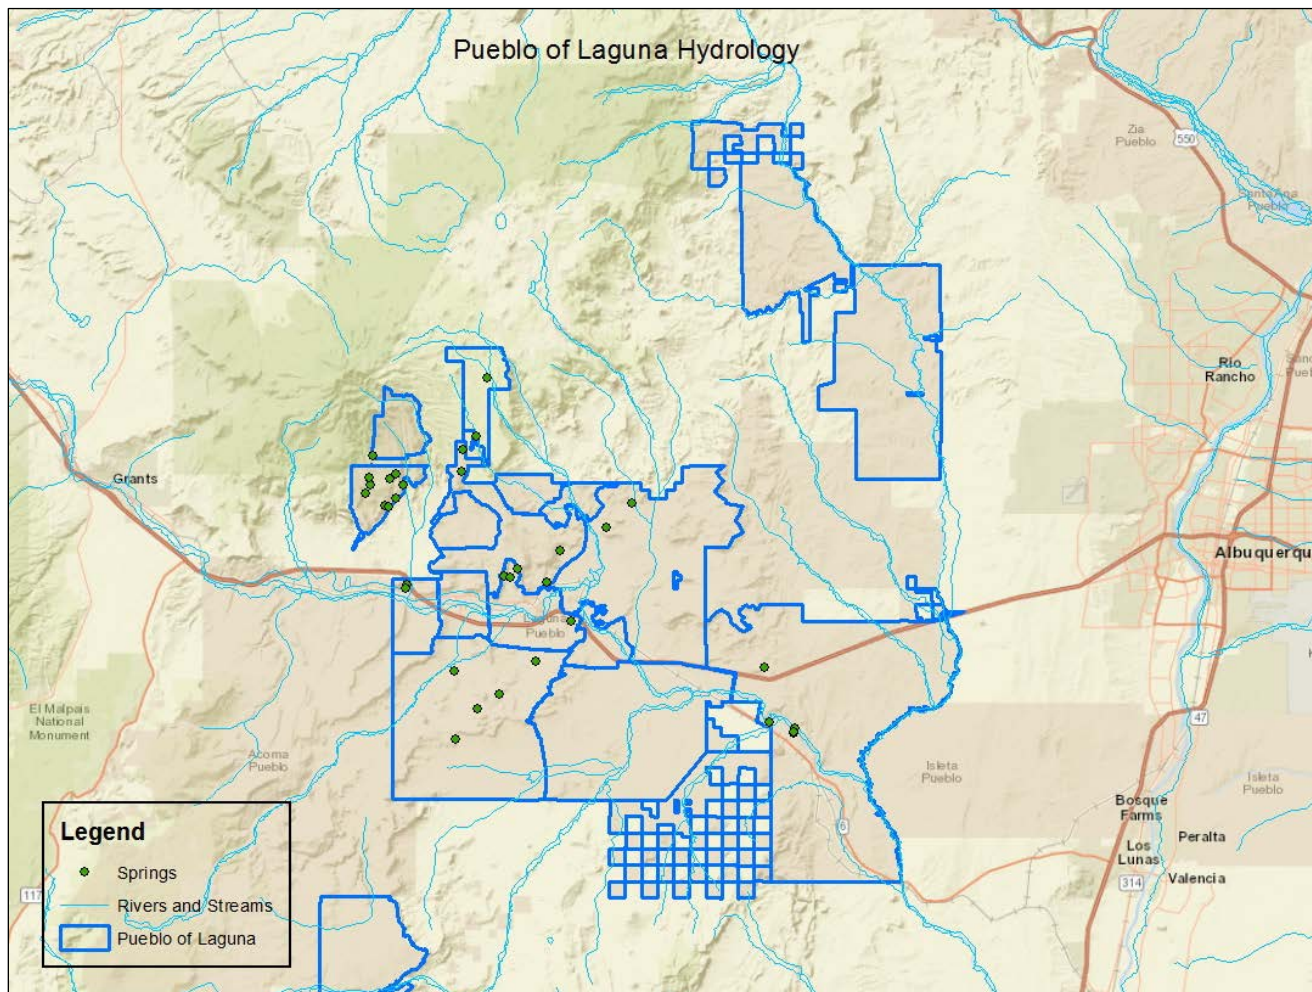 Pueblo of Laguna Hydrology
Zia
Pueblo
550
Santa Ana
Pueblo
Rio
Rancho
Grants
Albuquerqu
Laguna
Pueblo
El Malpais
National
Monument
47
Acoma
Pueblo
Isleta
Pueblo
Isleta
Pueblo
Bosque
Farms
6
Peralta
Los
Lunas
314
Valencia
117
Legend
Springs
Rivers and Streams
Pueblo of Laguna